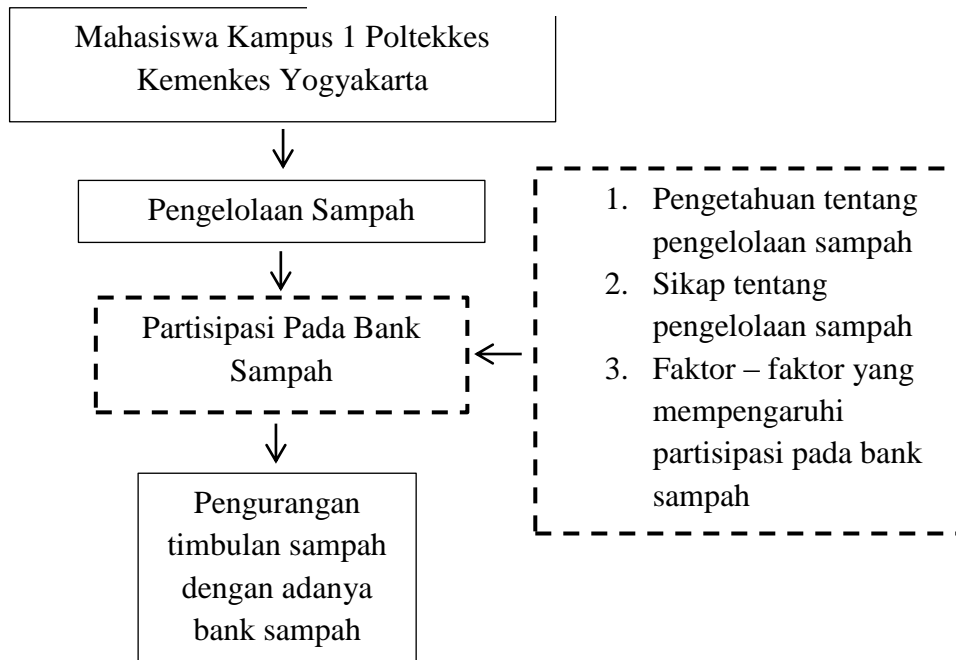 Mahasiswa Kampus 1 Poltekkes
Kemenkes Yogyakarta
Pengelolaan Sampah
Partisipasi Pada Bank
Sampah
Pengurangan
timbulan sampah
dengan adanya
bank sampah
1. Pengetahuan tentang
pengelolaan sampah
2. Sikap tentang
pengelolaan sampah
3. Faktor – faktor yang
mempengaruhi
partisipasi pada bank
sampah